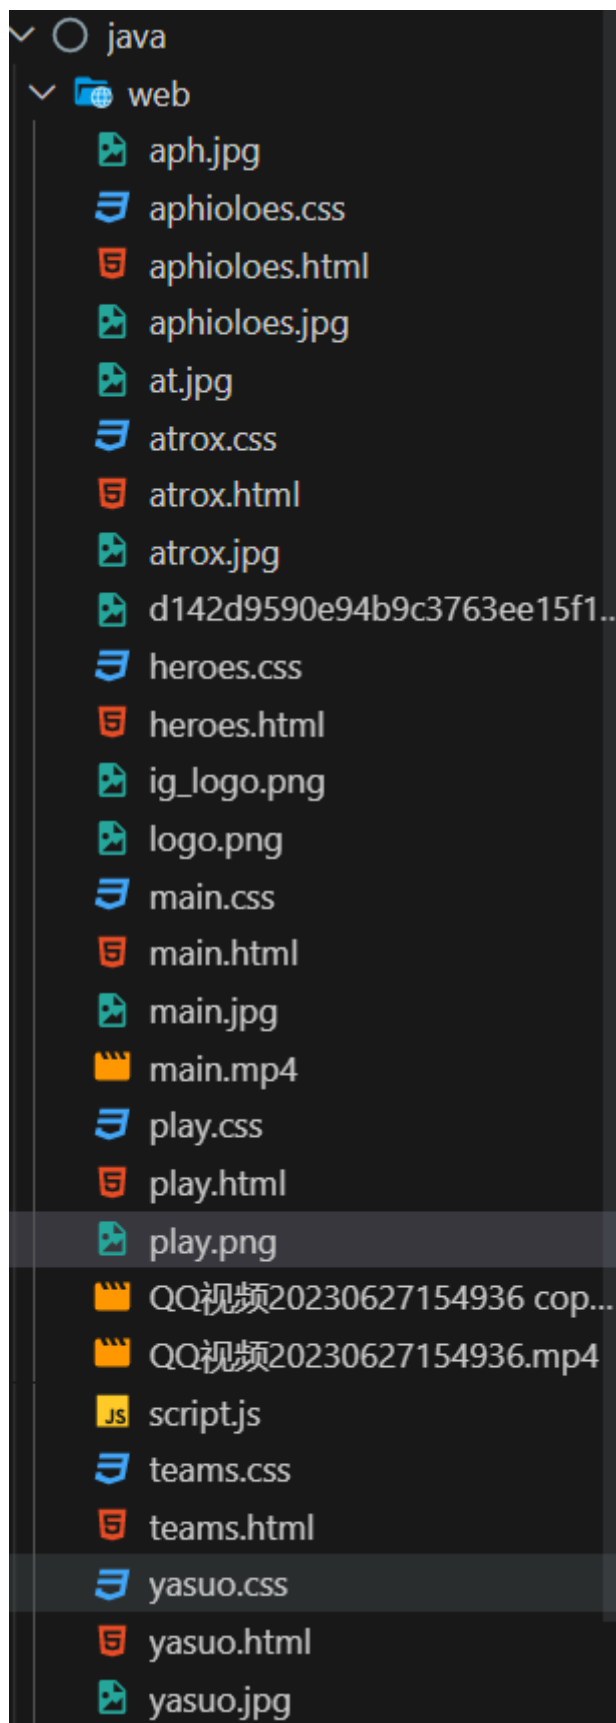 java
web
aph.jpg
aphioloes.css
aphioloes.html
aphioloes.jpg
at.jpg
atrox.css
atrox.html
atrox.jpg
d142d9590e94b9c3763ee15f1...
heroes.css
heroes.html
ig_logo.png
logo.png
main.css
main.html
main.jpg
main.mp4
play.css
play.html
play.png
QQ视频20230627154936 cop...
QQ视频20230627154936.mp4
JS script.js
teams.css
teams.html
yasuo.css
yasuo.html
yasuo.jpg